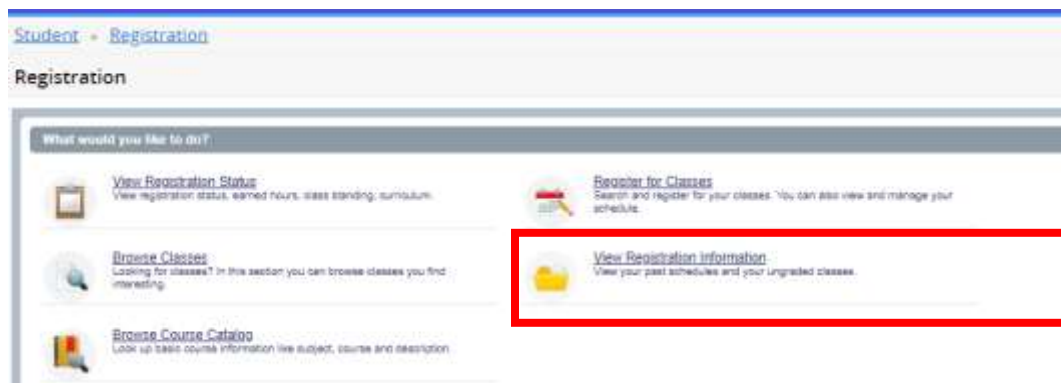 Student Registration
Registration
What would you like to do?
View Registration Status
View registration status, earned hours, class standing, curriculum.
Register for Classes
Search and register for your classes. You can also view and manage your
schedule.
Browse Classes
Looking for classes? In this section you can browse classes you find
interesting.
View Registration Information
View your past schedules and your ungraded classes.
Browse Course Catalog
Look up basic course information like subject, course and description